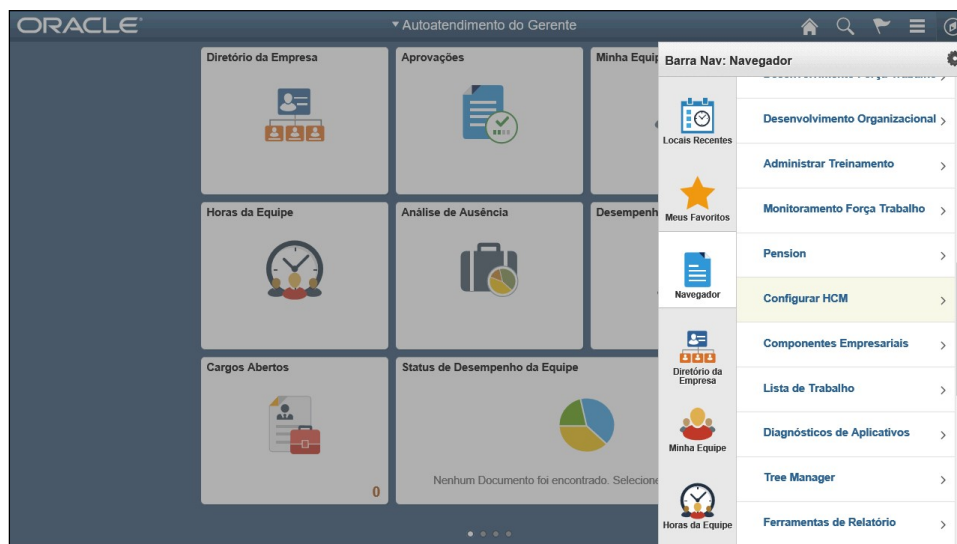 ORACLE
Autoatendimento do Gerente
Diretório da Empresa
Aprovações
Minha Equip
Barra Nav: Navegador
Locais Recentes
Meus Favoritos
Navegador
Diretório da
Empresa
Minha Equipe
Horas da Equipe
Desenvolvimento Organizacional
Administrar Treinamento
Monitoramento Força Trabalho
Pension
Configurar HCM
Componentes Empresariais
Lista de Trabalho
Diagnósticos de Aplicativos
Tree Manager
Ferramentas de Relatório
Horas da Equipe
Análise de Ausência
Desempenh
Cargos Abertos
0
Status de Desempenho da Equipe
Nenhum Documento foi encontrado. Selecione